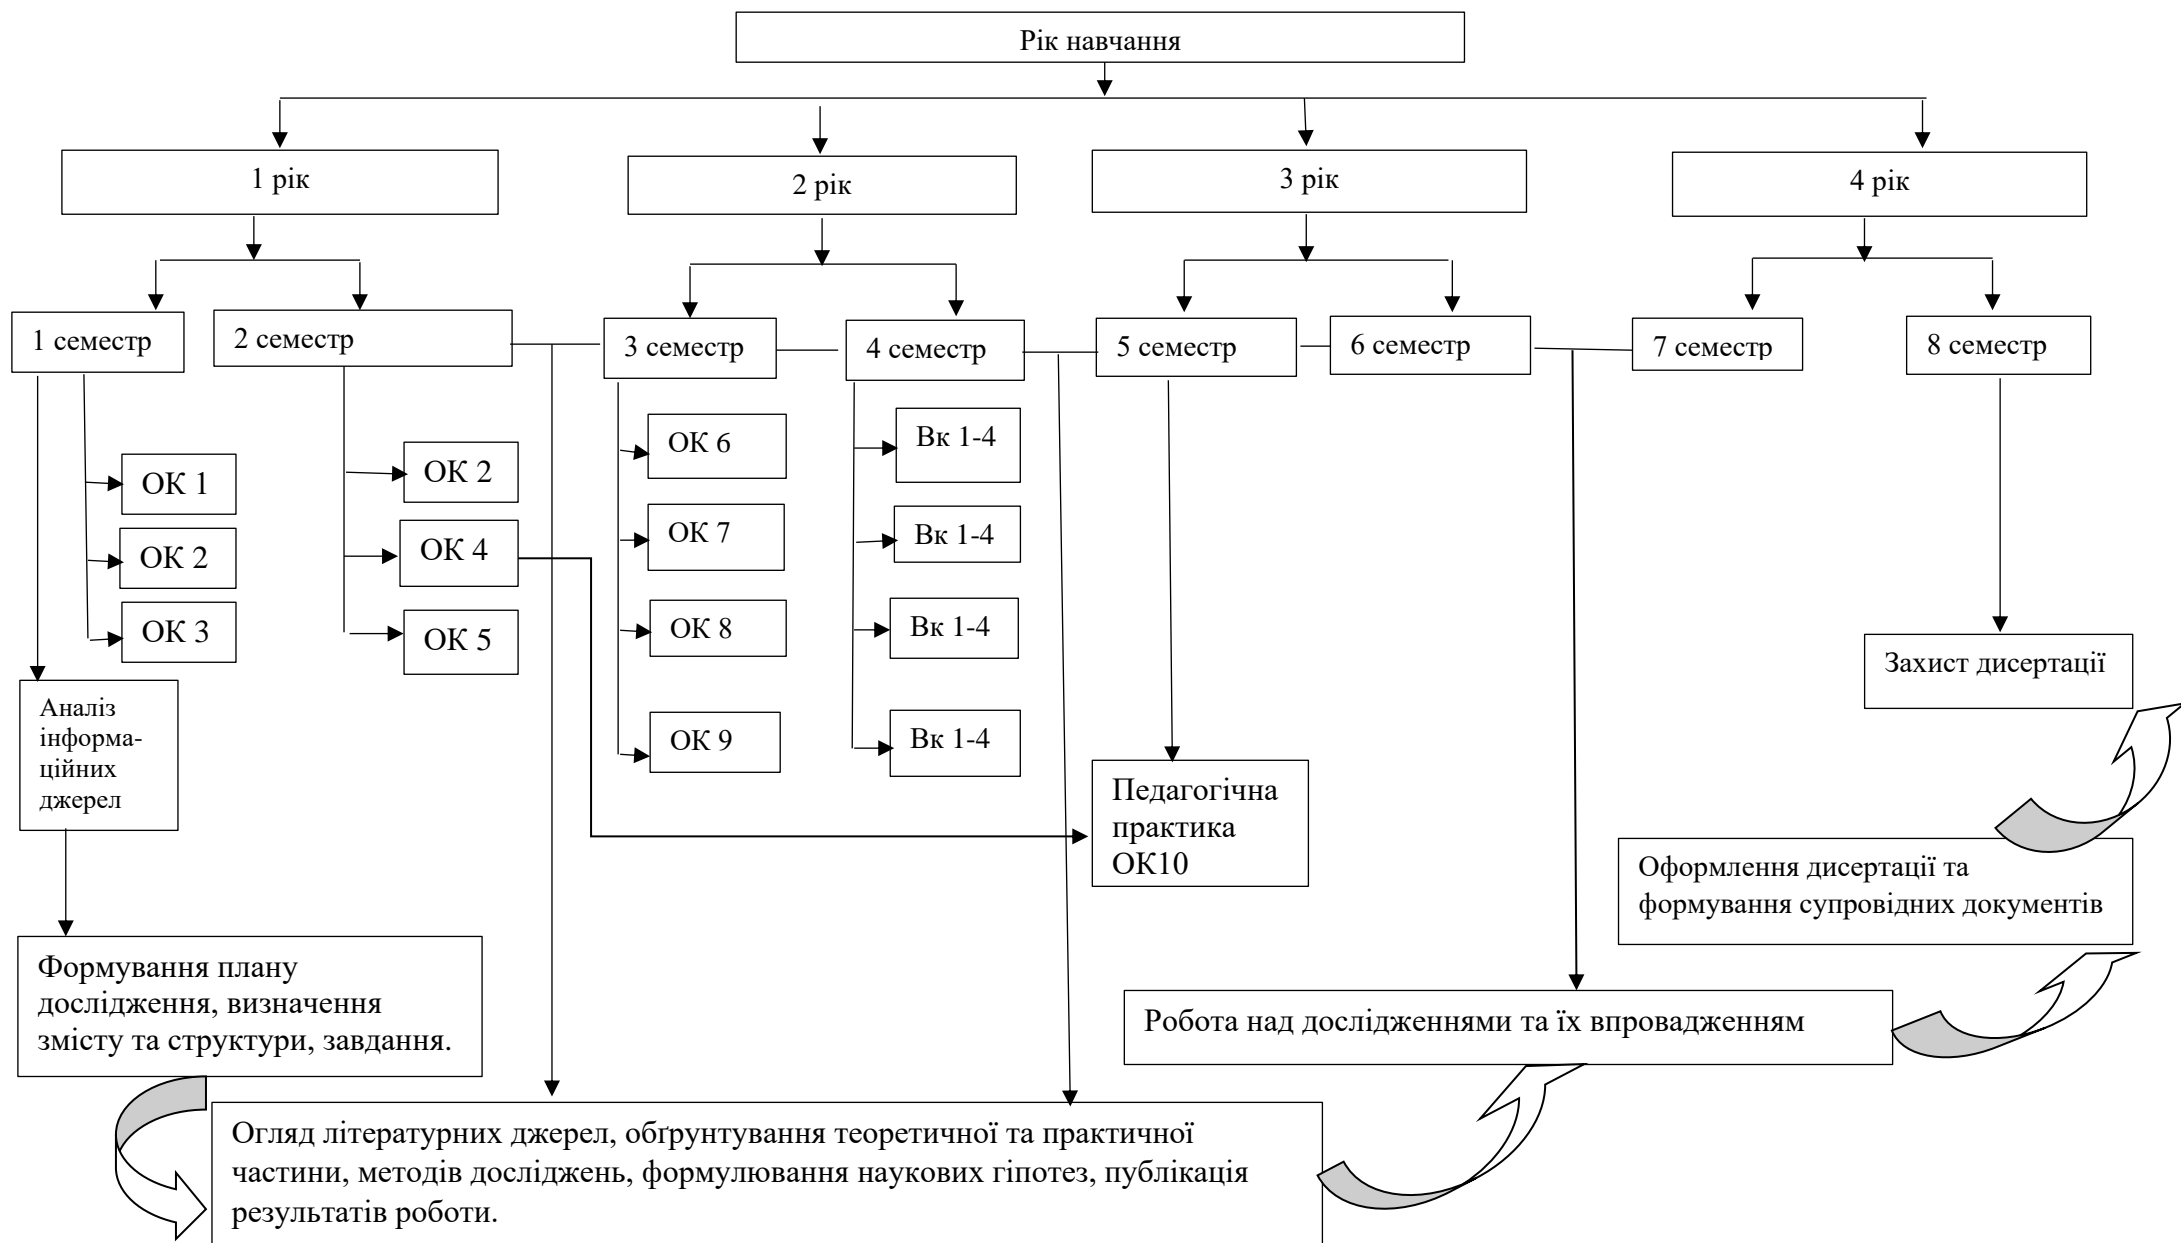 Рік навчання
1 рік
2 рік
3 рік
4 рік
1 семестр
2 семестр
3 семестр
4 семестр
5 семестр
6 семестр
7 семестр
8 семестр
ОК 1
ОК 2
ОК 3
ОК 2
ОК 4
ОК 5
ОК 6
ОК 7
ОК 8
ОК 9
Вк 1-4
Вк 1-4
Вк 1-4
Вк 1-4
Аналіз
інформа-
ційних
джерел
Педагогічна
практика
ОК10
Захист дисертації
Оформлення дисертації та
формування супровідних документів
Формування плану
дослідження, визначення
змісту та структури, завдання.
Робота над дослідженнями та їх впровадженням
Огляд літературних джерел, обґрунтування теоретичної та практичної
частини, методів досліджень, формулювання наукових гіпотез, публікація
результатів роботи.